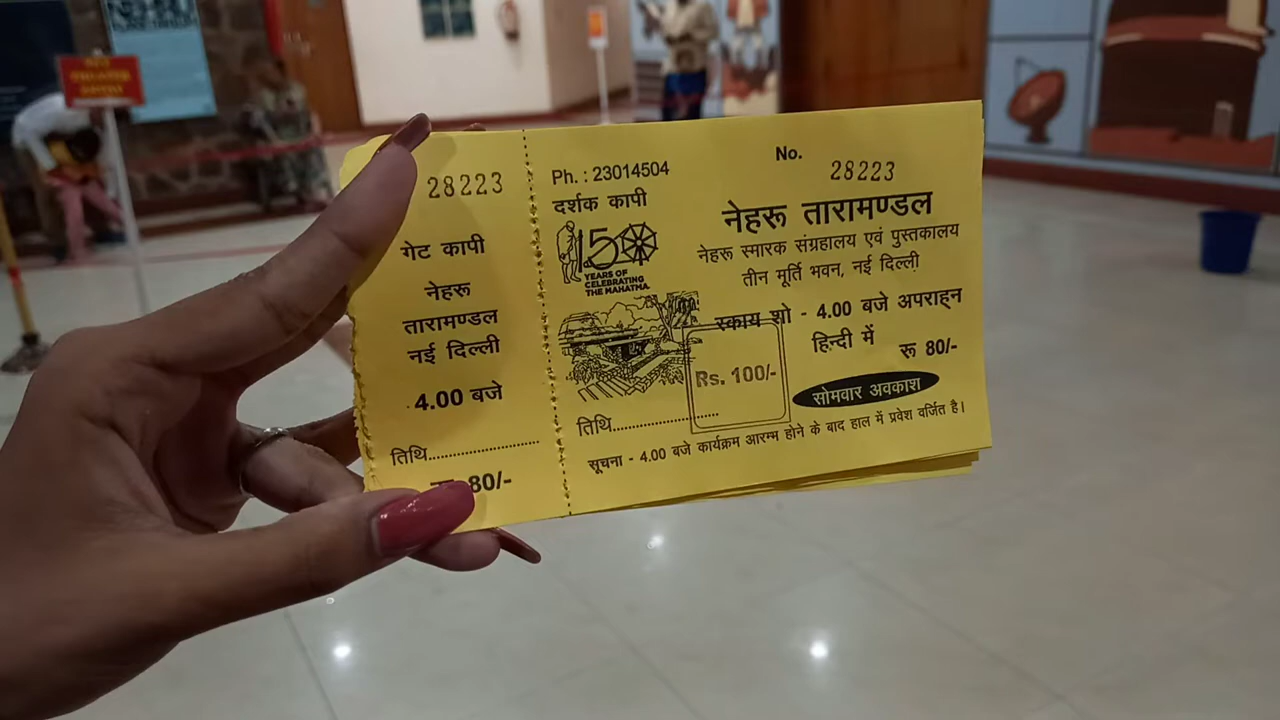 28223
गेट कापी
नेहरू
तारामण्डल
नई दिल्ली
4.00 बजे
तिथि
80/-
Ph. : 23014504
No.
28223
दर्शक कापी
150
YEARS OF
CELEBRATING
THE MAHATMA
नेहरू तारामण्डल
नेहरू स्मारक संग्रहालय एवं पुस्तकालय
तीन मूर्ति भवन, नई दिल्ली
स्काय शो - 4.00 बजे अपराह्न
हिन्दी में
रू 80/-
Rs. 100/-
सोमवार अवकाश
तिथि
सूचना - 4.00 बजे कार्यक्रम आरम्भ होने के बाद हाल में प्रवेश वर्जित है।